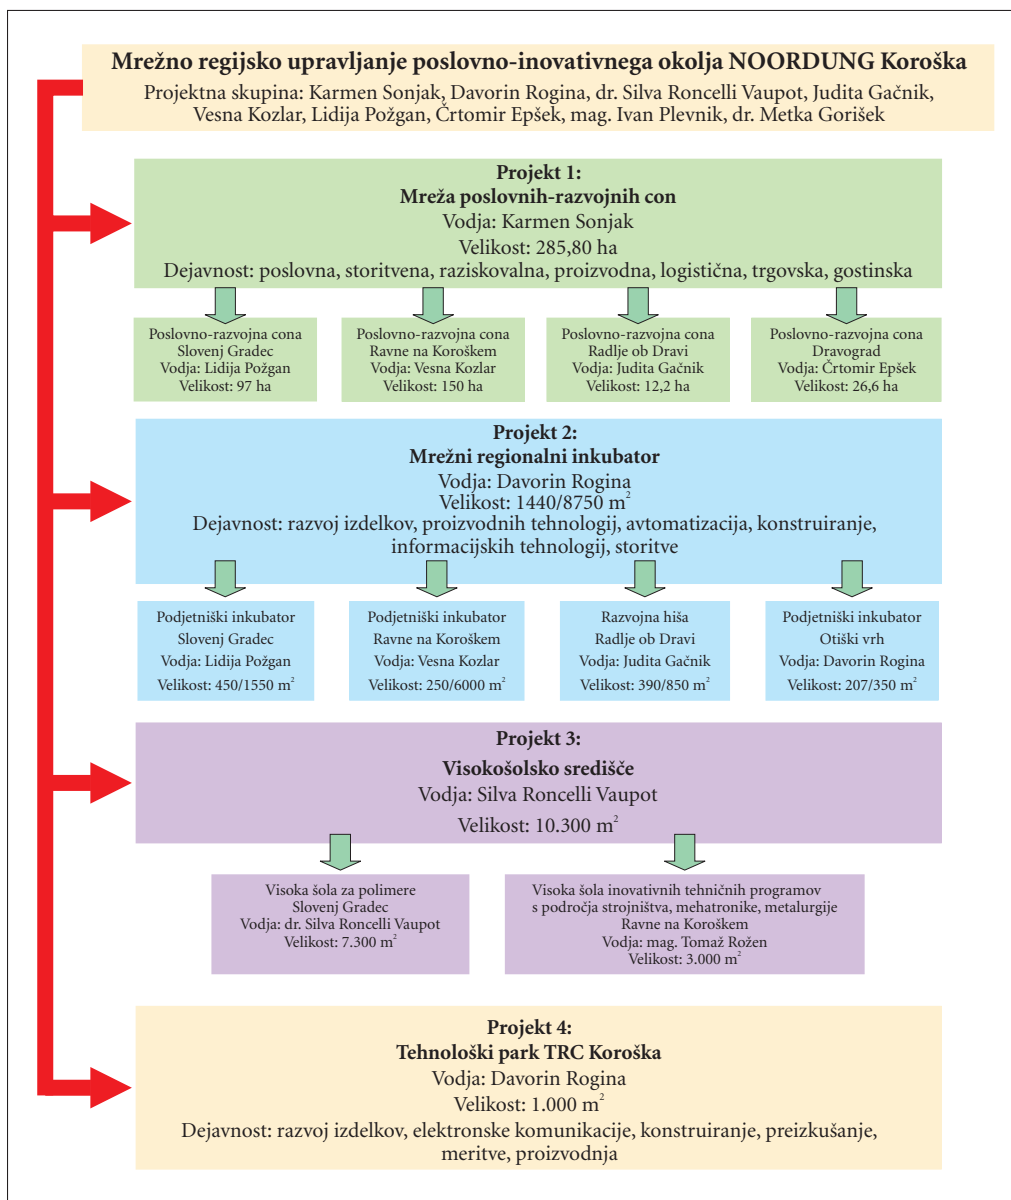 Mrežno regijsko upravljanje poslovno-inovativnega okolja NOORDUNG Koroška
Projektna skupina: Karmen Sonjak, Davorin Rogina, dr. Silva Roncelli Vaupot, Judita Gačnik,
Vesna Kozlar, Lidija Požgan, Črtomir Epšek, mag. Ivan Plevnik, dr. Metka Gorišek
Projekt 1:
Mreža poslovnih-razvojnih con
Vodja: Karmen Sonjak
Velikost: 285,80 ha
Dejavnost: poslovna, storitvena, raziskovalna, proizvodna, logistična, trgovska, gostinska
Poslovno-razvojna cona
Slovenj Gradec
Vodja: Lidija Požgan
Velikost: 97 ha
Poslovno-razvojna cona
Ravne na Koroškem
Vodja: Vesna Kozlar
Velikost: 150 ha
Poslovno-razvojna cona
Radlje ob Dravi
Vodja: Judita Gačnik
Velikost: 12,2 ha
Poslovno-razvojna cona
Dravograd
Vodja: Črtomir Epšek
Velikost: 26,6 ha
Projekt 2:
Mrežni regionalni inkubator
Vodja: Davorin Rogina
Velikost: 1440/8750 m²
Dejavnost: razvoj izdelkov, proizvodnih tehnologij, avtomatizacija, konstruiranje,
informacijskih tehnologij, storitve
Podjetniški inkubator
Slovenj Gradec
Vodja: Lidija Požgan
Velikost: 450/1550 m²
Podjetniški inkubator
Ravne na Koroškem
Vodja: Vesna Kozlar
Velikost: 250/6000 m²
Razvojna hiša
Radlje ob Dravi
Vodja: Judita Gačnik
Velikost: 390/850 m²
Podjetniški inkubator
Otiški vrh
Vodja: Davorin Rogina
Velikost: 207/350 m²
Projekt 3:
Visokošolsko središče
Vodja: Silva Roncelli Vaupot
Velikost: 10.300 m²
Visoka šola za polimere
Slovenj Gradec
Vodja: dr. Silva Roncelli Vaupot
Velikost: 7.300 m²
Visoka šola inovativnih tehničnih programov
s področja strojništva, mehatronike, metalurgije
Ravne na Koroškem
Vodja: mag. Tomaž Rožen
Velikost: 3.000 m²
Projekt 4:
Tehnološki park TRC Koroška
Vodja: Davorin Rogina
Velikost: 1.000 m²
Dejavnost: razvoj izdelkov, elektronske komunikacije, konstruiranje, preizkušanje,
meritve, proizvodnja